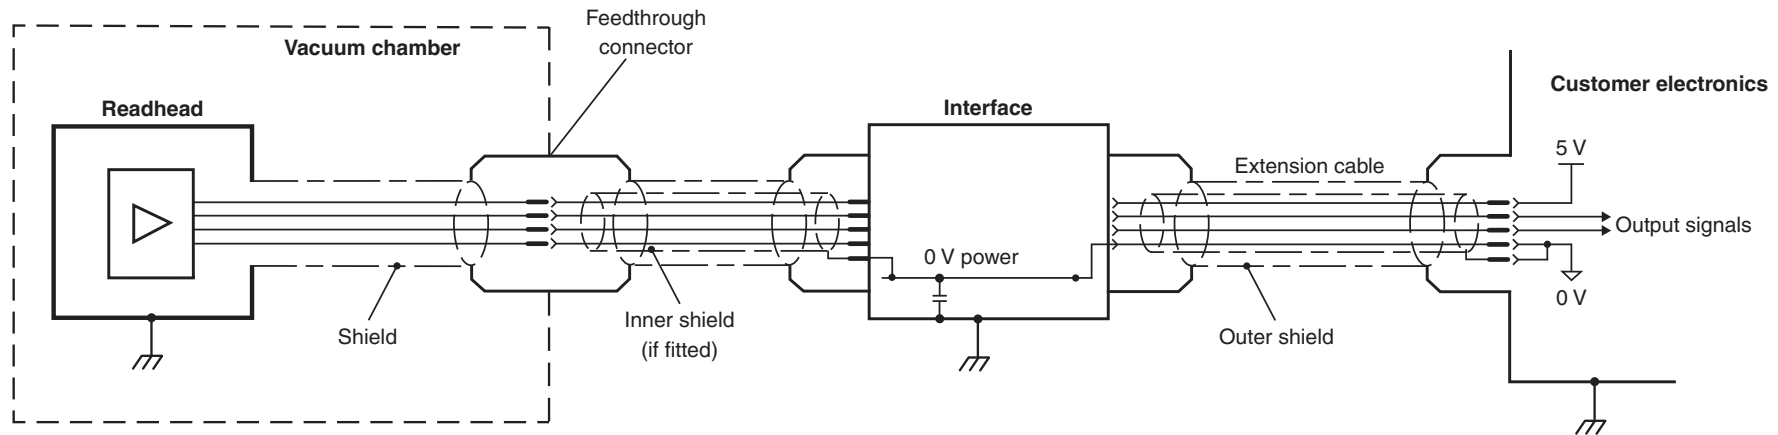 Feedthrough
connector
Vacuum chamber
Customer electronics
Readhead
Interface
5 V
Extension cable
Output signals
0 V power
0 V
Inner shield
(if fitted)
Shield
Outer shield